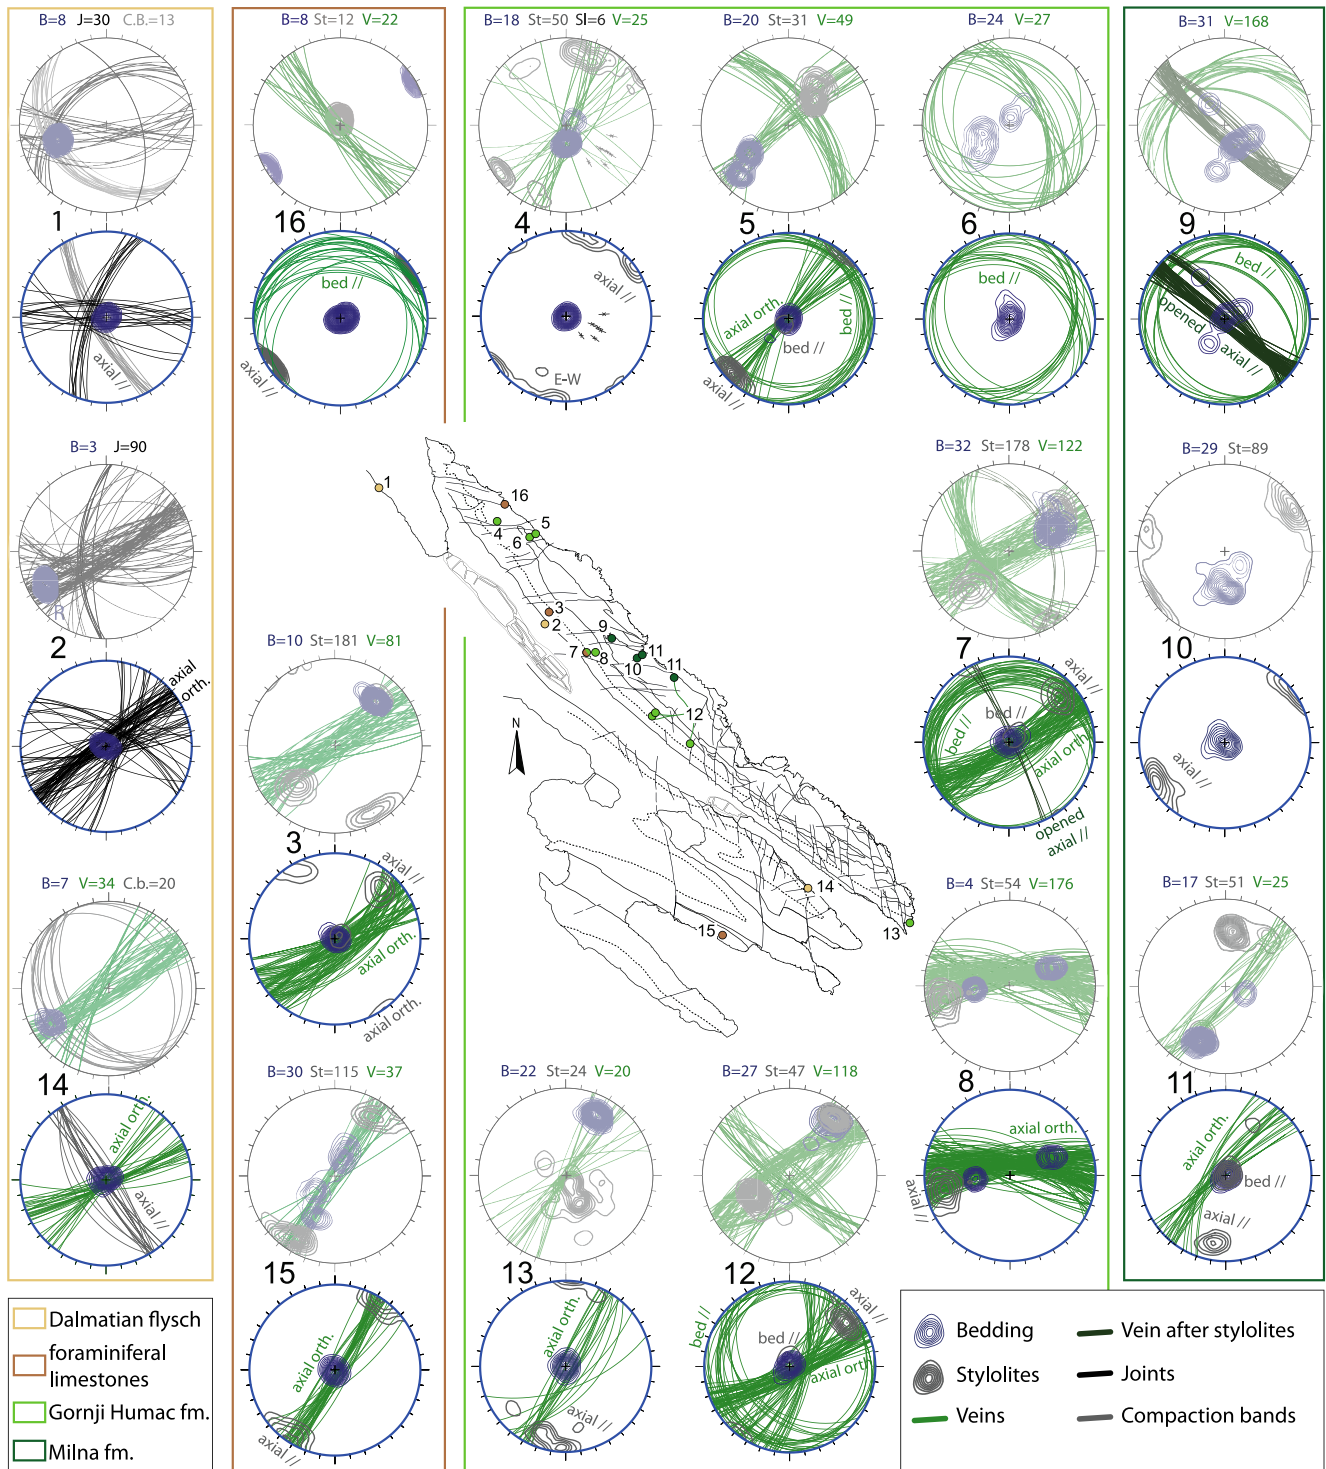 B=8 J=30 C.B.=13
B=8 St=12 V=22
B=18 St=50 Sl=6 V=25
B=20 St=31 V=49
B=24 V=27
B=31 V=168
1
16
4
5
6
9
axial //
bed //
axial //
axial //
E-W
axial orth.
bed //
bed //
axial //
bed //
opened
axial //
B=3 J=90
R
2
axial
orth.
B=32 St=178 V=122
7
axial //
bed //
bed //
axial orth.
opened
axial //
B=29 St=89
10
axial //
1
16
4
5
6
3
2
9
7
8
10
11
11
12
N
14
15
13
B=10 St=181 V=81
3
axial //
axial orth.
axial orth.
B=7 V=34 C.b.=20
14
axial orth.
axial //
B=4 St=54 V=176
8
axial orth.
axial //
B=17 St=51 V=25
11
axial orth.
bed //
axial //
B=30 St=115 V=37
15
axial orth.
axial //
B=22 St=24 V=20
13
axial orth.
axial //
B=27 St=47 V=118
12
axial //
bed //
bed //
axial orth.
Dalmatian flysch
foraminiferal
limestones
Gornji Humac fm.
Milna fm.
Bedding
Stylolites
Veins
Vein after stylolites
Joints
Compaction bands